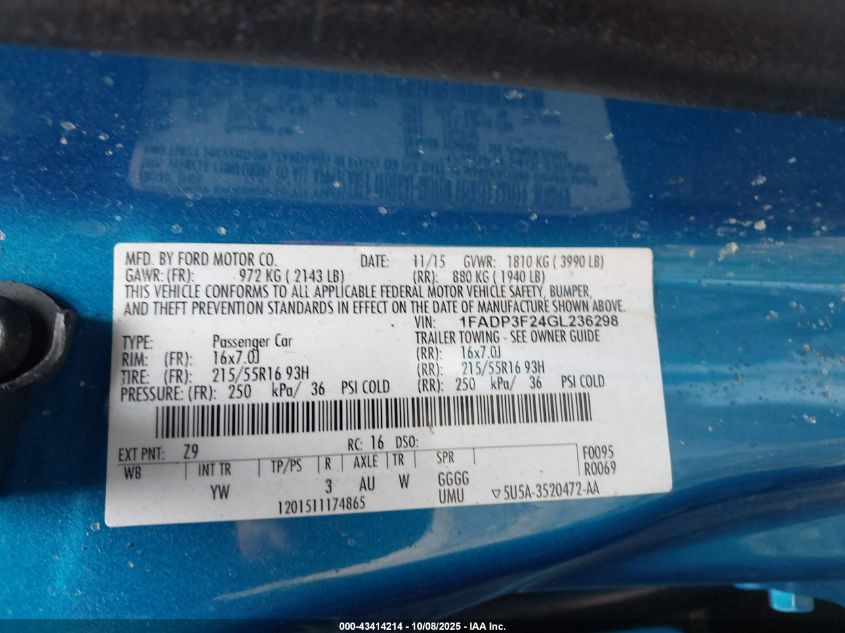 MFD. BY FORD MOTOR CO. DATE: 11/15 GVWR: 1810 KG ( 3990 LB)
GAWR: (FR): 972 KG ( 2143 LB) (RR): 880 KG ( 1940 LB)
THIS VEHICLE CONFORMS TO ALL APPLICABLE FEDERAL MOTOR VEHICLE SAFETY, BUMPER,
AND THEFT PREVENTION STANDARDS IN EFFECT ON THE DATE OF MANUFACTURE SHOWN ABOVE.
VIN: 1FADP3F24GL236298
TYPE: Passenger Car TRAILER TOWING - SEE OWNER GUIDE
RIM: (FR): 16x7.0J (RR): 16x7.0J
TIRE: (FR): 215/55R16 93H (RR): 215/55R16 93H
PRESSURE: (FR): 250 kPa/ 36 PSI COLD (RR): 250 kPa/ 36 PSI COLD
EXT PNT: Z9 RC: 16 DSO: F0095
WB INT TR TP/PS R AXLE TR SPR R0069
YW 3 AU W GGGG
1201511174865 UMU ▽5U5A-3520472-AA
000-43414214 - 10/08/2025 - IAA Inc.